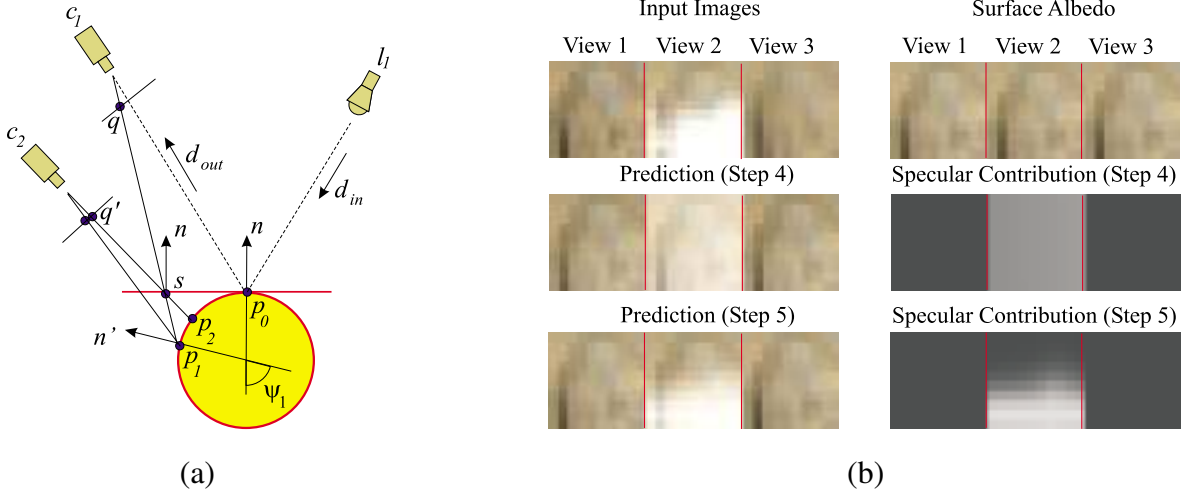 c1
l1
c2
q
dout
din
q'
n
n
s
p0
p2
n'
p1
Ψ1
(a)
Input Images
View 1 View 2 View 3
Surface Albedo
View 1 View 2 View 3
Prediction (Step 4)
Specular Contribution (Step 4)
Prediction (Step 5)
Specular Contribution (Step 5)
(b)